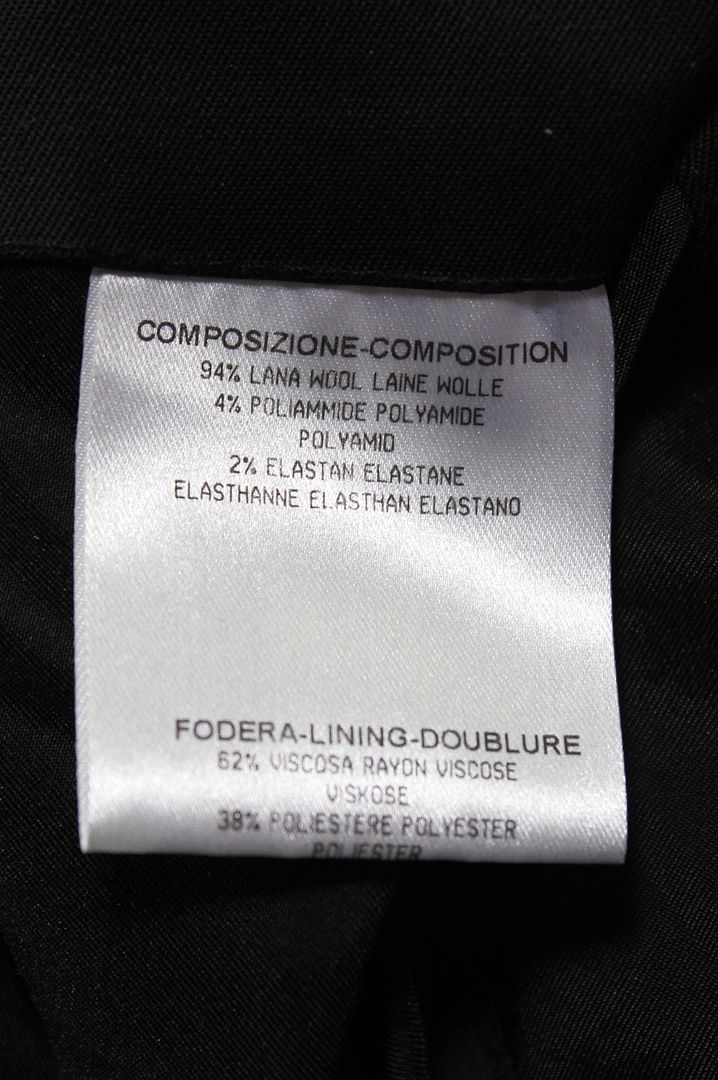 COMPOSIZIONE-COMPOSITION
94% LANA WOOL LAINE WOLLE
4% POLIAMMIDE POLYAMIDE
POLYAMID
2% ELASTAN ELASTANE
ELASTHANNE ELASTHAN ELASTANO
FODERA-LINING-DOUBLURE
62% VISCOSA RAYON VISCOSE
VISKOSE
38% POLIESTERE POLYESTER
POLIESTER